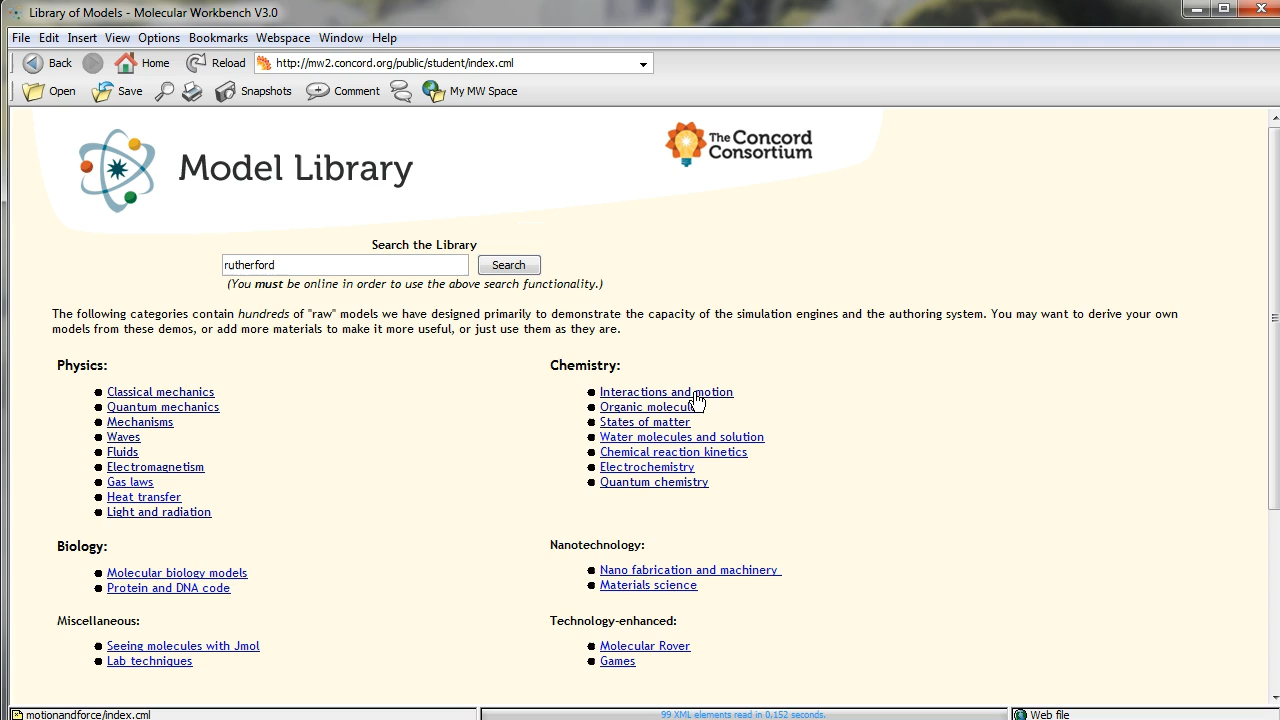 Library of Models - Molecular Workbench V3.0
File Edit Insert View Options Bookmarks Webspace Window Help
Back Home Reload http://mw2.concord.org/public/student/index.cml
Open Save Snapshots Comment My MW Space
Model Library
The Concord
Consortium
Search the Library
rutherford Search
(You must be online in order to use the above search functionality.)
The following categories contain hundreds of "raw" models we have designed primarily to demonstrate the capacity of the simulation engines and the authoring system. You may want to derive your own
models from these demos, or add more materials to make it more useful, or just use them as they are.
Physics:
Classical mechanics
Quantum mechanics
Mechanisms
Waves
Fluids
Electromagnetism
Gas laws
Heat transfer
Light and radiation
Chemistry:
Interactions and motion
Organic molecul
States of matter
Water molecules and solution
Chemical reaction kinetics
Electrochemistry
Quantum chemistry
Biology:
Molecular biology models
Protein and DNA code
Nanotechnology:
Nano fabrication and machinery
Materials science
Miscellaneous:
Seeing molecules with Jmol
Lab techniques
Technology-enhanced:
Molecular Rover
Games
motionandforce/index.cml 99 XML elements read in 0,152 seconds. Web file